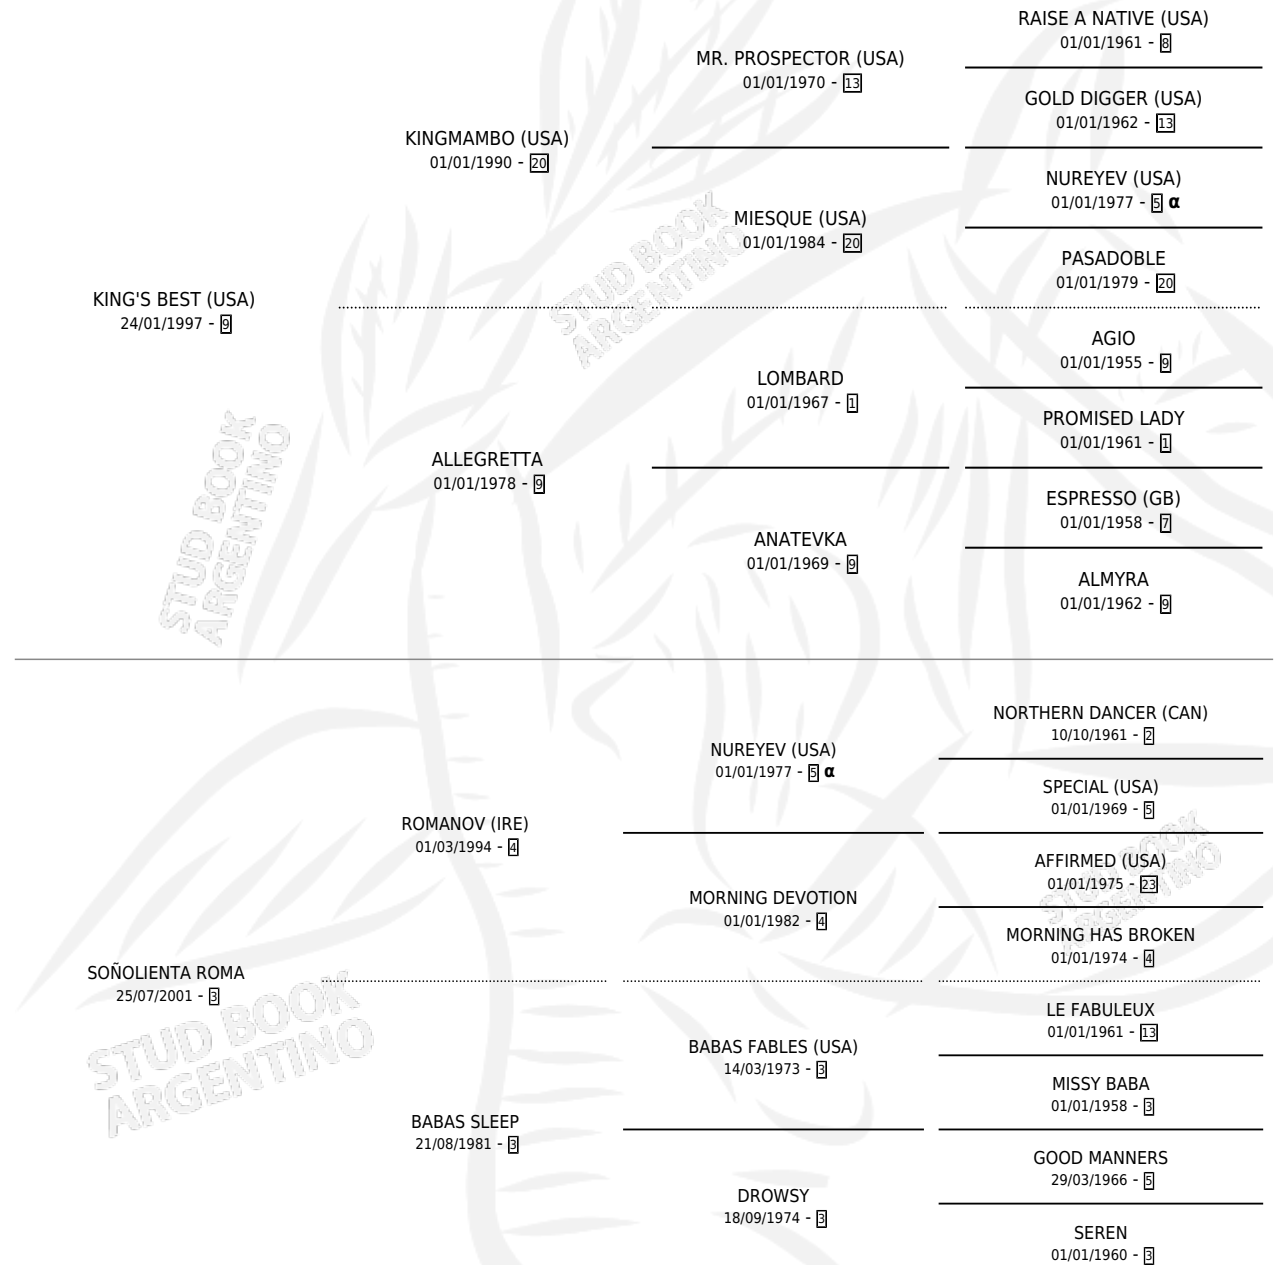 RAISE A NATIVE (USA)
01/01/1961 - 8
MR. PROSPECTOR (USA)
01/01/1970 - 13
GOLD DIGGER (USA)
01/01/1962 - 13
KINGMAMBO (USA)
01/01/1990 - 20
NUREYEV (USA)
01/01/1977 - 5 α
MIESQUE (USA)
01/01/1984 - 20
PASADOBLE
01/01/1979 - 20
KING'S BEST (USA)
24/01/1997 - 9
AGIO
01/01/1955 - 9
LOMBARD
01/01/1967 - 1
PROMISED LADY
01/01/1961 - 1
ALLEGRETTA
01/01/1978 - 9
ESPRESSO (GB)
01/01/1958 - 7
ANATEVKA
01/01/1969 - 9
ALMYRA
01/01/1962 - 9
NORTHERN DANCER (CAN)
10/10/1961 - 2
NUREYEV (USA)
01/01/1977 - 5 α
SPECIAL (USA)
01/01/1969 - 5
ROMANOV (IRE)
01/03/1994 - 4
AFFIRMED (USA)
01/01/1975 - 23
MORNING DEVOTION
01/01/1982 - 4
MORNING HAS BROKEN
01/01/1974 - 4
SOÑOLIENTA ROMA
25/07/2001 - 3
LE FABULEUX
01/01/1961 - 13
BABAS FABLES (USA)
14/03/1973 - 3
MISSY BABA
01/01/1958 - 3
BABAS SLEEP
21/08/1981 - 3
GOOD MANNERS
29/03/1966 - 5
DROWSY
18/09/1974 - 3
SEREN
01/01/1960 - 3
STUD BOOK
ARGENTINO
STUD BOOK
ARGENTINO
STUD BOOK
ARGENTINO
STUD BOOK
ARGENTINO